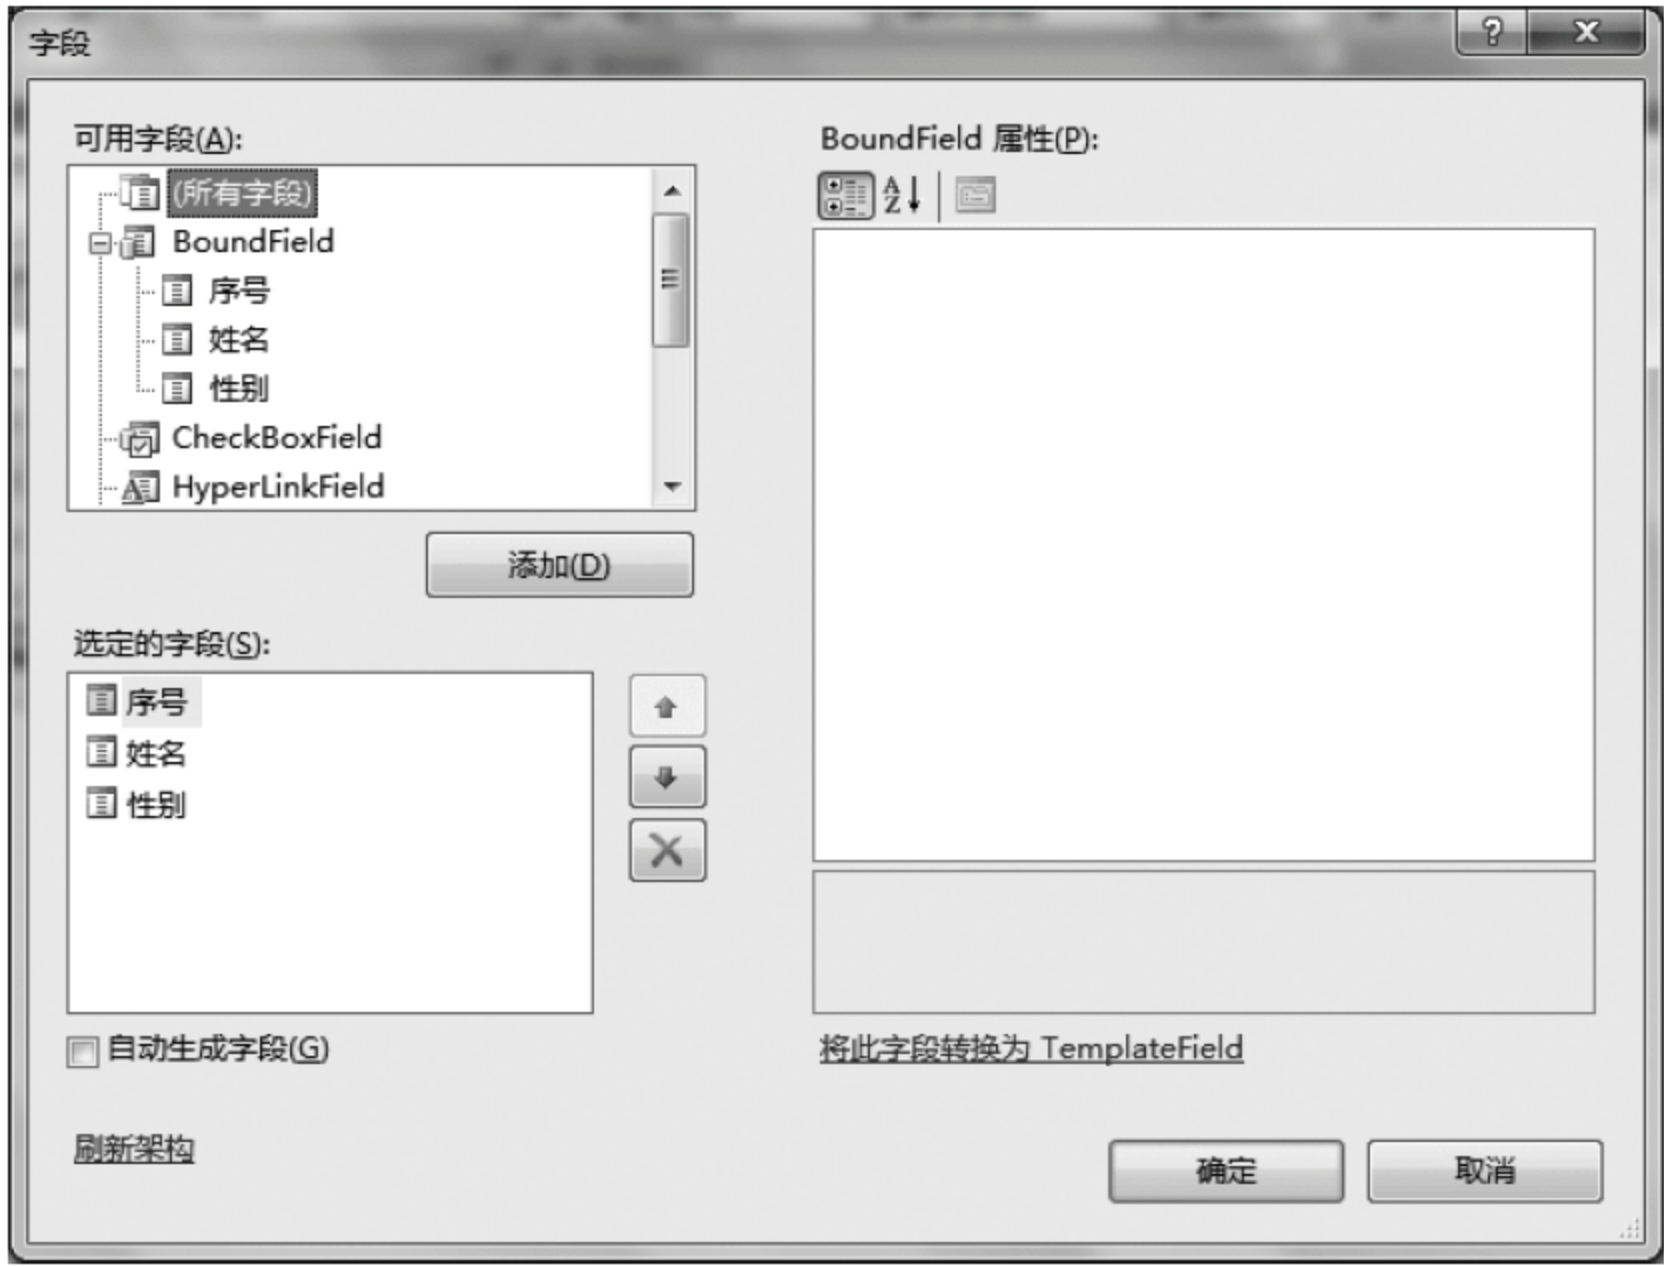 字段
可用字段(A):
(所有字段)
BoundField
序号
姓名
性别
CheckBoxField
HyperLinkField
添加(D)
选定的字段(S):
序号
姓名
性别
自动生成字段(G)
刷新架构
BoundField 属性(P):
将此字段转换为 TemplateField
确定
取消